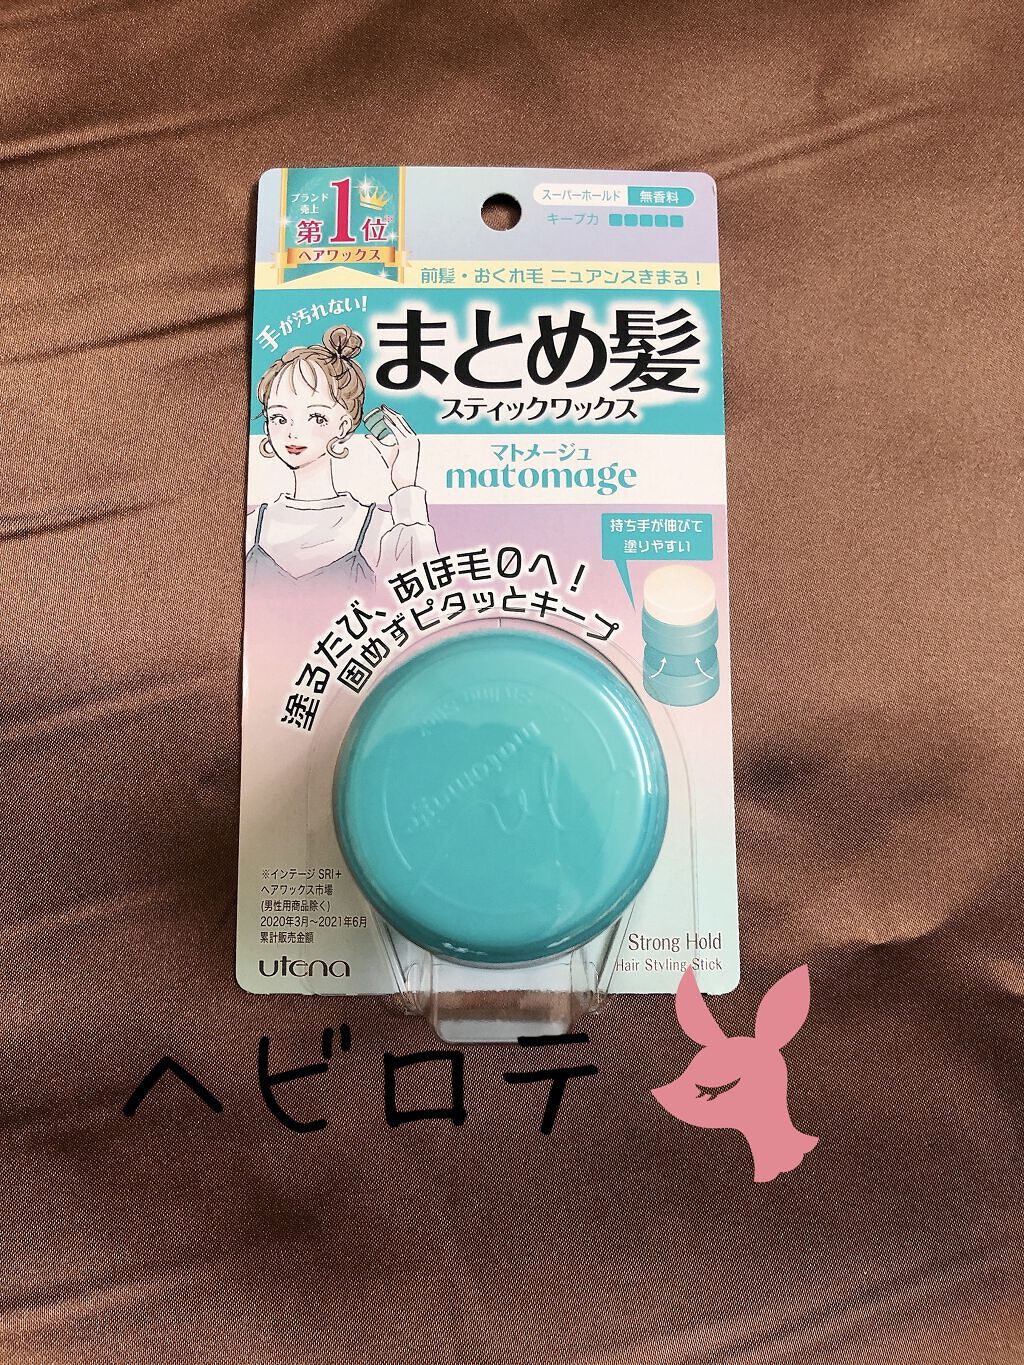 ブランド
売上
第1位※
ヘアワックス
スーパーホールド 無香料
キープ力
前髪・おくれ毛 ニュアンスきまる!
手が汚れない!
まとめ髪
スティックワックス
マトメージュ
matomage
持ち手が伸びて
塗りやすい
塗るたび、あほ毛0へ!
固めずピタッとキープ
matomage
※インテージ SRI+
ヘアワックス市場
(男性用商品除く)
2020年3月〜2021年6月
累計販売金額
utena
Strong Hold
Hair Styling Stick
ヘビロテ